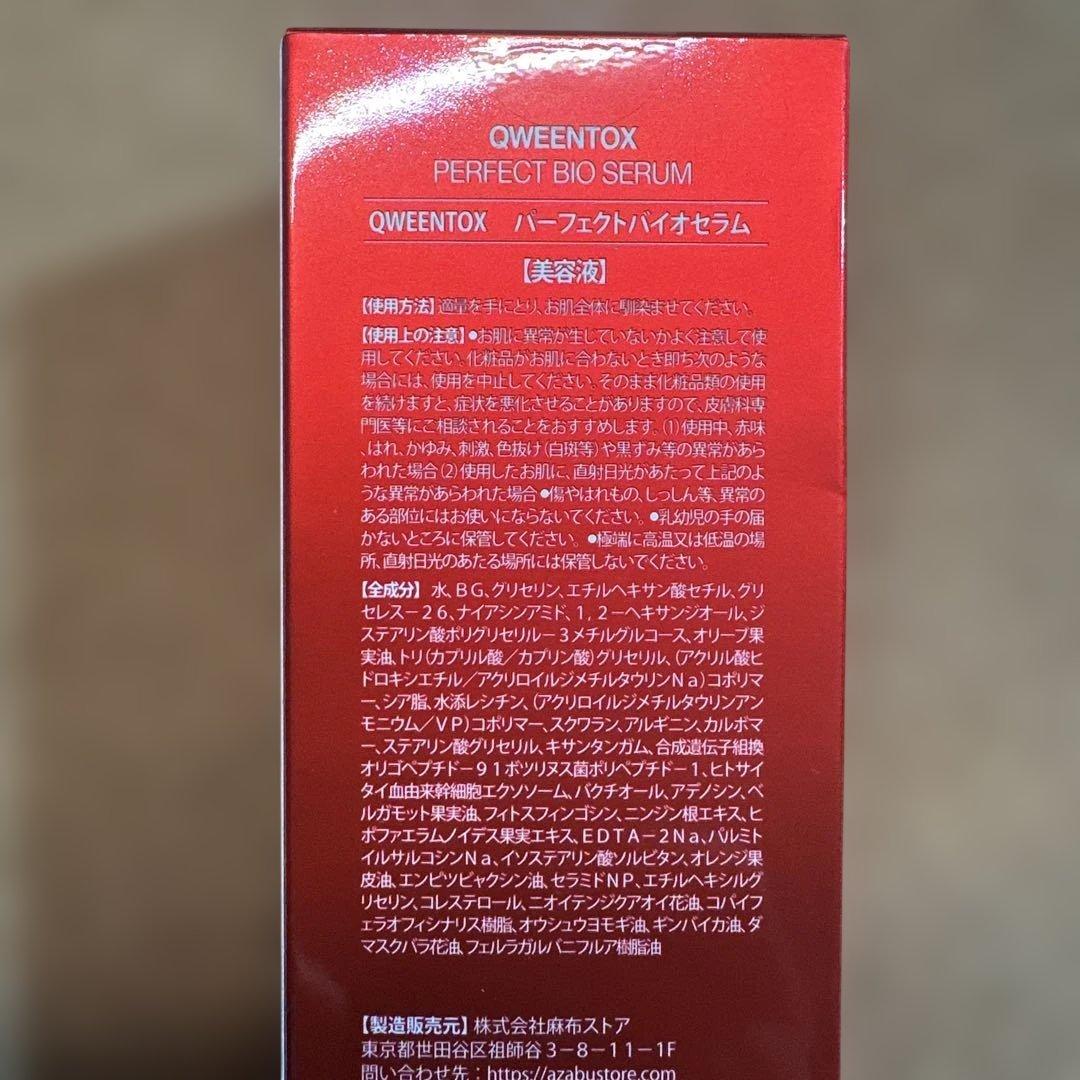 QWEENTOX
PERFECT BIO SERUM
QWEENTOX パーフェクトバイオセラム
【美容液】
【使用方法】適量を手にとり、お肌全体に馴染ませてください。
【使用上の注意】●お肌に異常が生じていないかよく注意して使
用してください。化粧品がお肌に合わないとき即ち次のような
場合には、使用を中止してください。そのまま化粧品類の使用
を続けますと、症状を悪化させることがありますので、皮膚科専
門医等にご相談されることをおすすめします。(1)使用中、赤味
、はれ、かゆみ、刺激、色抜け(白斑等)や黒ずみ等の異常があら
われた場合(2)使用したお肌に、直射日光があたって上記のよ
うな異常があらわれた場合●傷やはれもの、しっしん等、異常の
ある部位にはお使いにならないでください。●乳幼児の手の届
かないところに保管してください。●極端に高温又は低温の場
所、直射日光のあたる場所には保管しないでください。
【全成分】水、BG、グリセリン、エチルヘキサン酸セチル、グリ
セレス-26、ナイアシンアミド、1,2-ヘキサンジオール、ジ
ステアリン酸ポリグリセリル-3メチルグルコース、オリーブ果
実油、トリ(カプリル酸/カプリン酸)グリセリル、(アクリル酸ヒ
ドロキシエチル/アクリロイルジメチルタウリンNa)コポリマ
ー、シア脂、水添レシチン、(アクリロイルジメチルタウリンアン
モニウム/VP)コポリマー、スクワラン、アルギニン、カルボマ
ー、ステアリン酸グリセリル、キサンタンガム、合成遺伝子組換
オリゴペプチド-91ボツリヌス菌ポリペプチド-1、ヒトサイ
タイ血由来幹細胞エクソソーム、バクチオール、アデノシン、ベ
ルガモット果実油、フィトスフィンゴシン、ニンジン根エキス、ヒ
ポファエラムノイデス果実エキス、EDTA-2Na、パルミト
イルサルコシンNa、イソステアリン酸ソルビタン、オレンジ果
皮油、エンピツビャクシン油、セラミドNP、エチルヘキシルグ
リセリン、コレステロール、ニオイテンジクアオイ花油、コパイフ
ェラオフィシナリス樹脂、オウシュウヨモギ油、ギンバイカ油、ダ
マスクバラ花油、フェルラガルバニフルア樹脂油
【製造販売元】株式会社麻布ストア
東京都世田谷区祖師谷3-8-11-1F
問い合わせ先:https://azabustore.com